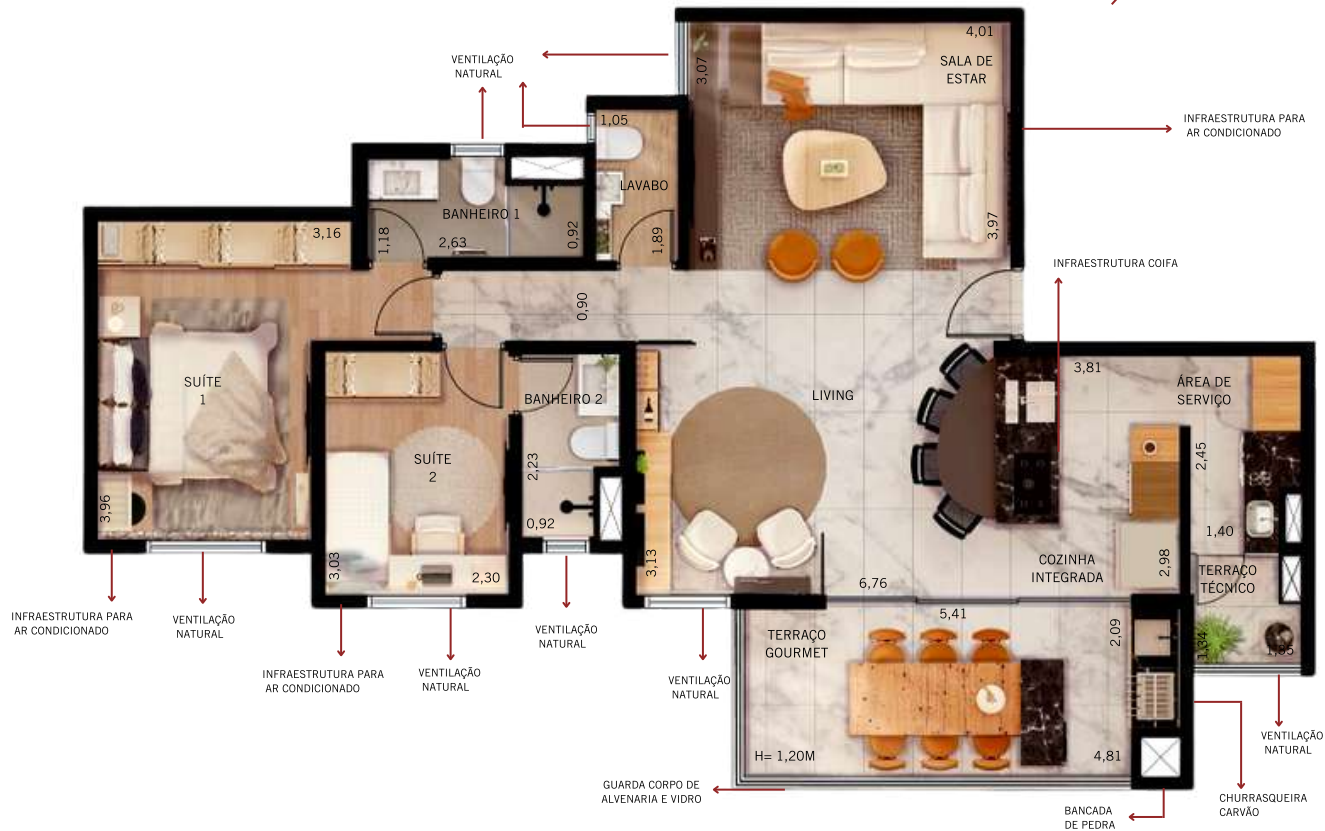 4,01
SALA DE
ESTAR
3,07
VENTILAÇÃO
NATURAL
1,05
INFRAESTRUTURA PARA
AR CONDICIONADO
LAVABO
BANHEIRO 1
3,16
1,18
2,63
0,92
1,89
3,97
INFRAESTRUTURA COIFA
0,90
SUÍTE
1
BANHEIRO 2
LIVING
3,81
ÁREA DE
SERVIÇO
SUÍTE
2
2,23
2,45
3,96
0,92
1,40
3,03
2,30
3,13
6,76
COZINHA
INTEGRADA
2,98
TERRAÇO
TÉCNICO
INFRAESTRUTURA PARA
AR CONDICIONADO
VENTILAÇÃO
NATURAL
VENTILAÇÃO
NATURAL
5,41
TERRAÇO
GOURMET
2,09
1,34
1,85
INFRAESTRUTURA PARA
AR CONDICIONADO
VENTILAÇÃO
NATURAL
VENTILAÇÃO
NATURAL
H= 1,20M
4,81
VENTILAÇÃO
NATURAL
GUARDA CORPO DE
ALVENARIA E VIDRO
BANCADA
DE PEDRA
CHURRASQUEIRA
CARVÃO